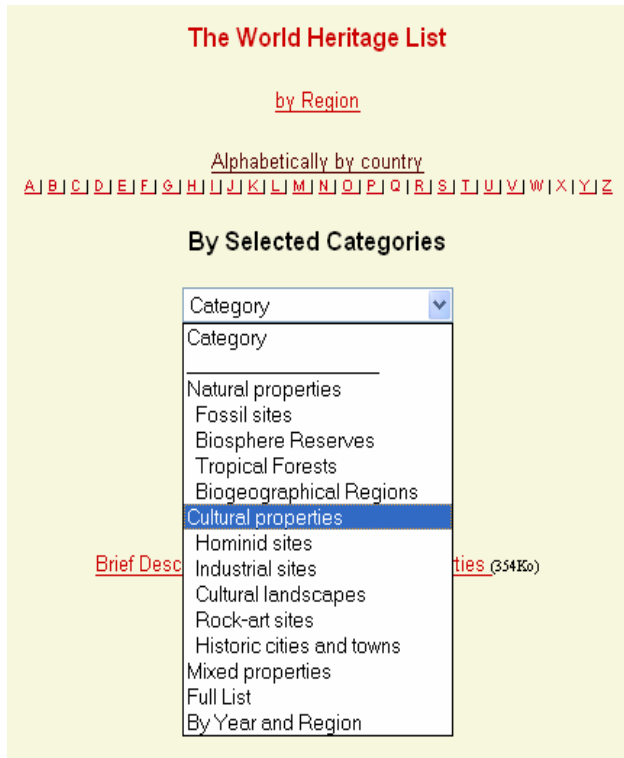 The World Heritage List
by Region
Alphabetically by country
A | B | C | D | E | F | G | H | I | J | K | L | M | N | O | P | Q | R | S | T | U | V | W | X | Y | Z
By Selected Categories
Category
Category
Natural properties
Fossil sites
Biosphere Reserves
Tropical Forests
Biogeographical Regions
Cultural properties
Hominid sites
Brief Desc
ties (354Ko)
Industrial sites
Cultural landscapes
Rock-art sites
Historic cities and towns
Mixed properties
Full List
By Year and Region